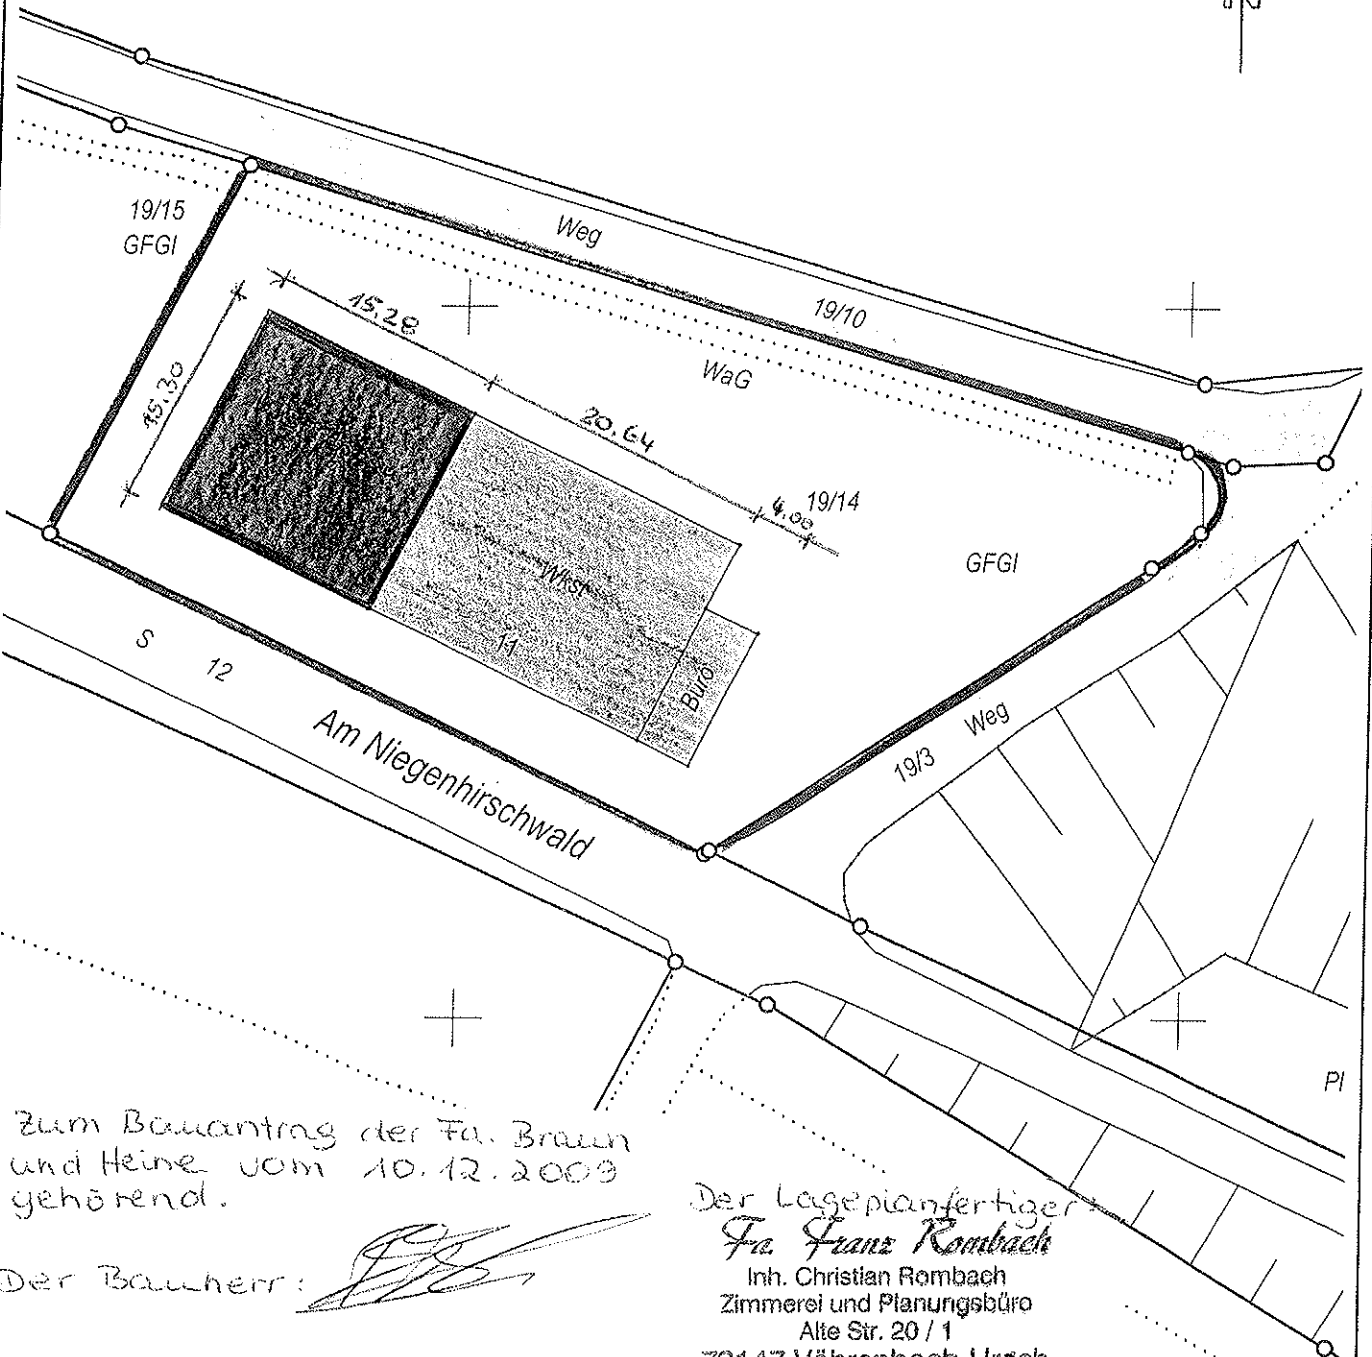 19/15
GFGl
Weg
15.28
19/10
WaG
15.30
20.64
4.00
19/14
GFGl
Wkst
11
Büro
S
12
Am Niegenhirschwald
19/3
Weg
Pl
Zum Bauantrag der Fa. Braun
und Heine vom 10.12.2009
gehörend.
Der Bauherr:
Der Lageplanfertiger:
Fa. Franz Rombach
Inh. Christian Rombach
Zimmerei und Planungsbüro
Alte Str. 20 / 1